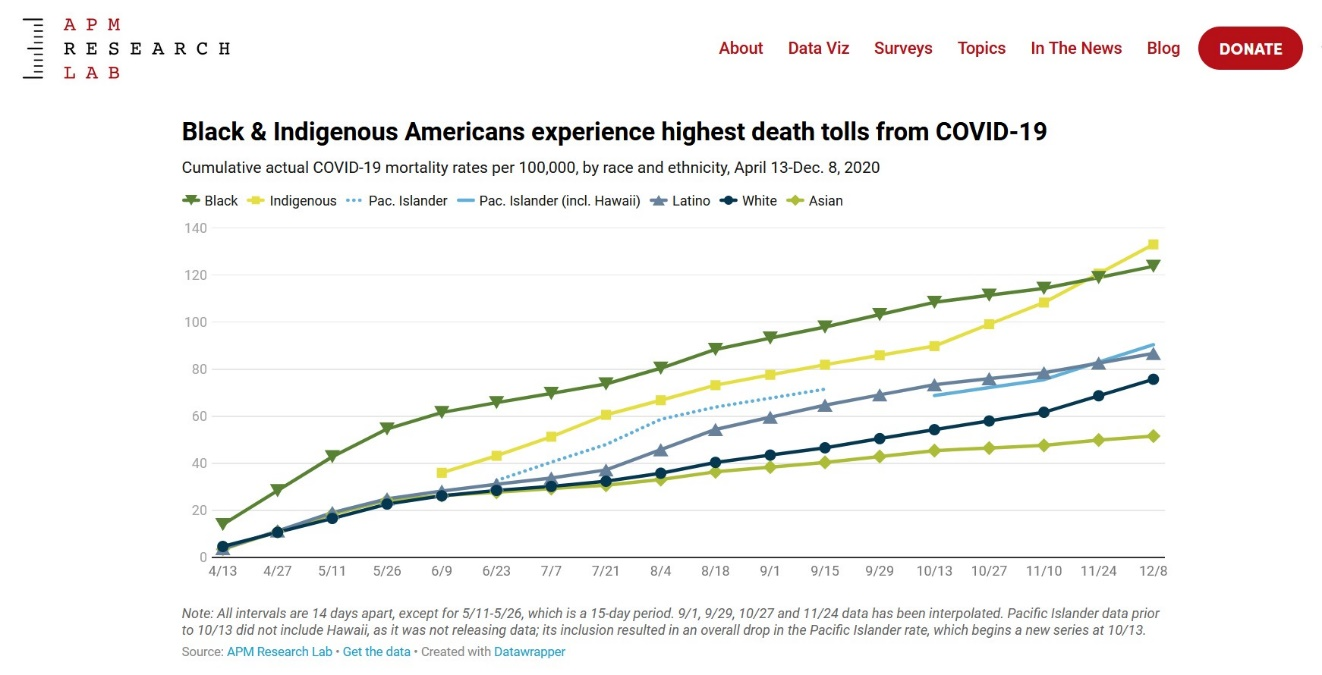 APM
RESEARCH
LAB
About Data Viz Surveys Topics In The News Blog DONATE
Black & Indigenous Americans experience highest death tolls from COVID-19
Cumulative actual COVID-19 mortality rates per 100,000, by race and ethnicity, April 13-Dec. 8, 2020
Black Indigenous Pac. Islander Pac. Islander (incl. Hawaii) Latino White Asian
140
120
100
80
60
40
20
0
4/13 4/27 5/11 5/26 6/9 6/23 7/7 7/21 8/4 8/18 9/1 9/15 9/29 10/13 10/27 11/10 11/24 12/8
Note: All intervals are 14 days apart, except for 5/11-5/26, which is a 15-day period. 9/1, 9/29, 10/27 and 11/24 data has been interpolated. Pacific Islander data prior
to 10/13 did not include Hawaii, as it was not releasing data; its inclusion resulted in an overall drop in the Pacific Islander rate, which begins a new series at 10/13.
Source: APM Research Lab • Get the data • Created with Datawrapper